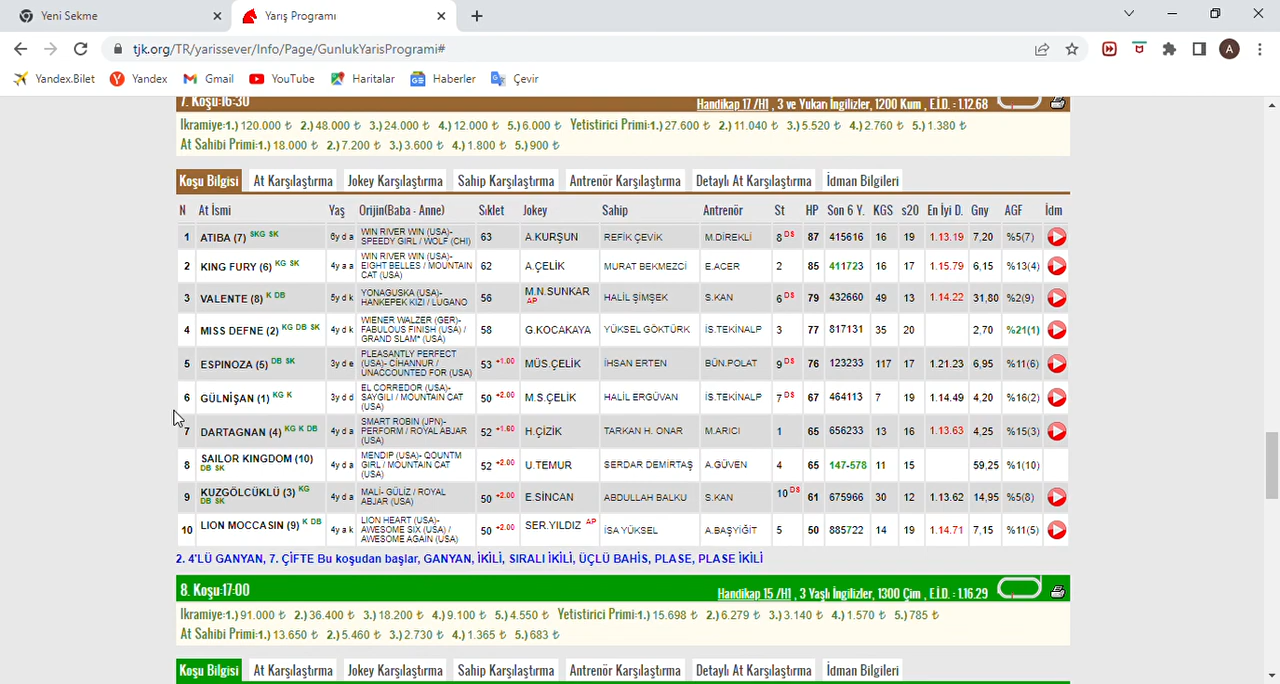 Yeni Sekme
Yarış Programı
tjk.org/TR/yarissever/Info/Page/GunlukYarisProgrami#
A
Yandex.Bilet Yandex Gmail YouTube Haritalar Haberler Çevir
7. Koşu:16:30 Handikap 17 /H1 , 3 ve Yukarı İngilizler, 1200 Kum , E.İ.D. : 1.12.68
İkramiye:1.) 120.000 ₺ 2.) 48.000 ₺ 3.) 24.000 ₺ 4.) 12.000 ₺ 5.) 6.000 ₺ Yetistirici Primi:1.) 27.600 ₺ 2.) 11.040 ₺ 3.) 5.520 ₺ 4.) 2.760 ₺ 5.) 1.380 ₺
At Sahibi Primi:1.) 18.000 ₺ 2.) 7.200 ₺ 3.) 3.600 ₺ 4.) 1.800 ₺ 5.) 900 ₺
Koşu Bilgisi At Karşılaştırma Jokey Karşılaştırma Sahip Karşılaştırma Antrenör Karşılaştırma Detaylı At Karşılaştırma İdman Bilgileri
N At İsmi Yaş Orijin(Baba - Anne) Sıklet Jokey Sahip Antrenör St HP Son 6 Y. KGS s20 En İyi D. Gny AGF İdm
1 ATIBA (7) SKG SK 6y d a WIN RIVER WIN (USA)- SPEEDY GIRL / WOLF (CHI) 63 A.KURŞUN REFİK ÇEVİK M.DİREKLİ 8 DS 87 415616 16 19 1.13.19 7,20 %5(7)
2 KING FURY (6) KG SK 4y a a WIN RIVER WIN (USA)- EIGHT BELLES / MOUNTAIN CAT (USA) 62 A.ÇELİK MURAT BEKMEZCİ E.ACER 2 85 411723 16 17 1.15.79 6,15 %13(4)
3 VALENTE (8) K DB 5y d k YONAGUSKA (USA)- HANKEPEK KIZI / LUGANO 56 M.N.SUNKAR AP HALİL ŞİMŞEK S.KAN 6 DS 79 432660 49 13 1.14.22 31,80 %2(9)
4 MISS DEFNE (2) KG DB SK 4y d k WIENER WALZER (GER)- FABULOUS FINISH (USA) / GRAND SLAM* (USA) 58 G.KOCAKAYA YÜKSEL GÖKTÜRK İS.TEKİNALP 3 77 817131 35 20 2,70 %21(1)
5 ESPINOZA (5) DB SK 3y d e PLEASANTLY PERFECT (USA)- CİHANNUR / UNACCOUNTED FOR (USA) 53 +1.00 MÜS.ÇELİK İHSAN ERTEN BÜN.POLAT 9 DS 76 123233 117 17 1.21.23 6,95 %11(6)
6 GÜLNİŞAN (1) KG K 3y d d EL CORREDOR (USA)- SAYGILI / MOUNTAIN CAT (USA) 50 +2.00 M.S.ÇELİK HALİL ERGÜVAN İS.TEKİNALP 7 DS 67 464113 7 19 1.14.49 4,20 %16(2)
7 DARTAGNAN (4) KG K DB 4y d a SMART ROBIN (JPN)- PERFORM / ROYAL ABJAR (USA) 52 +1.60 H.ÇİZİK TARKAN H. ONAR M.ARICI 1 65 656233 13 16 1.13.63 4,25 %15(3)
8 SAILOR KINGDOM (10) DB SK 4y d a MENDIP (USA)- QOUNTM GIRL / MOUNTAIN CAT (USA) 52 +2.00 U.TEMUR SERDAR DEMİRTAŞ A.GÜVEN 4 65 147-578 11 15 59,25 %1(10)
9 KUZGÖLCÜKLÜ (3) KG DB SK 4y d a MALI- GÜLİZ / ROYAL ABJAR (USA) 50 +2.00 E.SİNCAN ABDULLAH BALKU S.KAN 10 DS 61 675966 30 12 1.13.62 14,95 %5(8)
10 LION MOCCASIN (9) K DB 4y a k LION HEART (USA)- AWESOME SIX (USA) / AWESOME AGAIN (USA) 50 +2.00 SER.YILDIZ AP İSA YÜKSEL A.BAŞYİĞİT 5 50 885722 14 19 1.14.71 7,15 %11(5)
2. 4'LÜ GANYAN, 7. ÇİFTE Bu koşudan başlar, GANYAN, İKİLİ, SIRALI İKİLİ, ÜÇLÜ BAHİS, PLASE, PLASE İKİLİ
8. Koşu:17:00 Handikap 15 /H1 , 3 Yaşlı İngilizler, 1300 Çim , E.İ.D. : 1.16.29
İkramiye:1.) 91.000 ₺ 2.) 36.400 ₺ 3.) 18.200 ₺ 4.) 9.100 ₺ 5.) 4.550 ₺ Yetistirici Primi:1.) 15.698 ₺ 2.) 6.279 ₺ 3.) 3.140 ₺ 4.) 1.570 ₺ 5.) 785 ₺
At Sahibi Primi:1.) 13.650 ₺ 2.) 5.460 ₺ 3.) 2.730 ₺ 4.) 1.365 ₺ 5.) 683 ₺
Koşu Bilgisi At Karşılaştırma Jokey Karşılaştırma Sahip Karşılaştırma Antrenör Karşılaştırma Detaylı At Karşılaştırma İdman Bilgileri